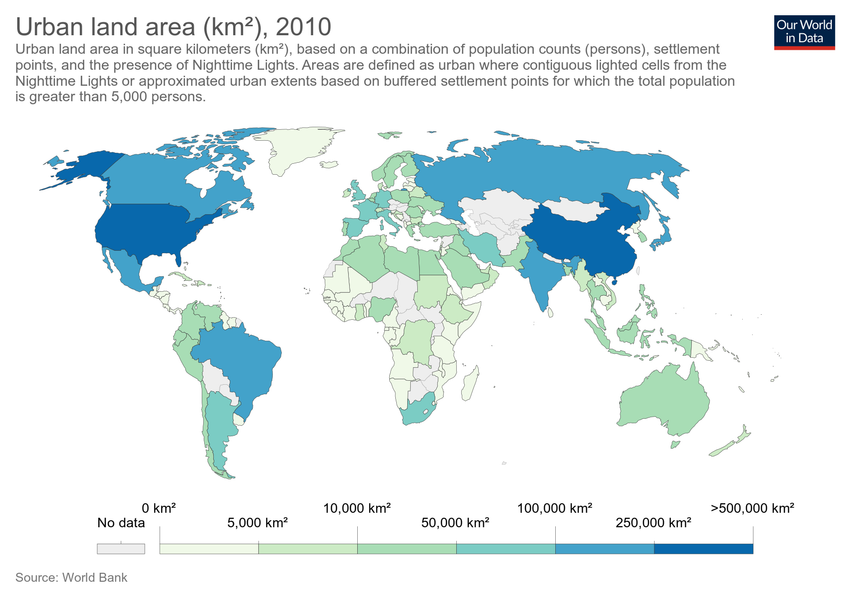 Urban land area (km²), 2010
Our World
in Data
Urban land area in square kilometers (km²), based on a combination of population counts (persons), settlement
points, and the presence of Nighttime Lights. Areas are defined as urban where contiguous lighted cells from the
Nighttime Lights or approximated urban extents based on buffered settlement points for which the total population
is greater than 5,000 persons.
0 km² 10,000 km² 100,000 km² >500,000 km²
No data 5,000 km² 50,000 km² 250,000 km²
Source: World Bank